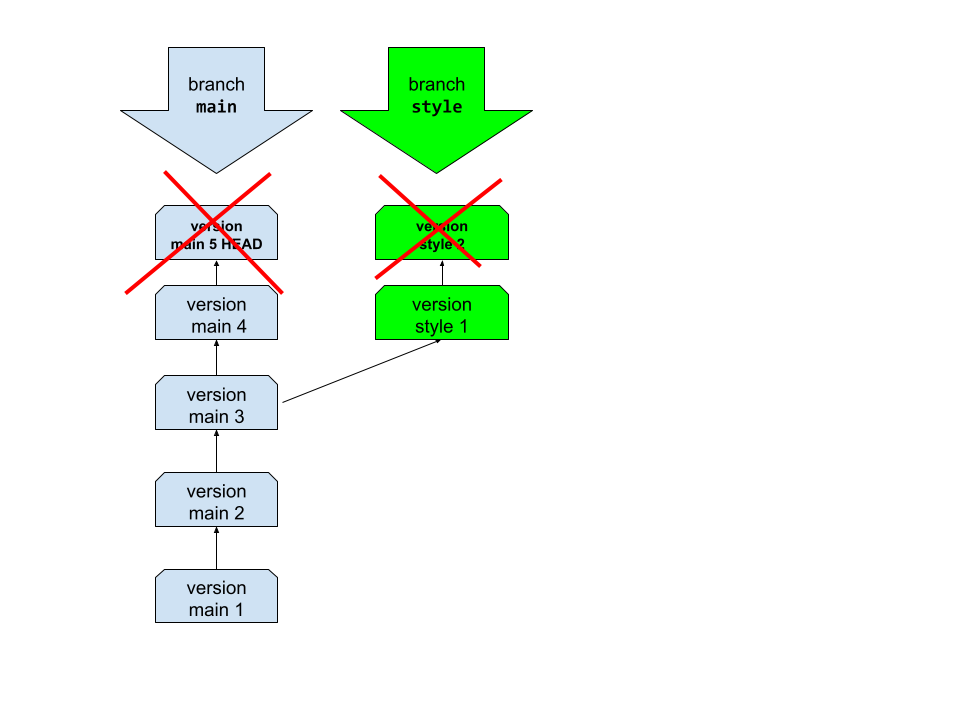 branch
main
branch
style
version
main 5 HEAD
version
style 2
version
main 4
version
style 1
version
main 3
version
main 2
version
main 1